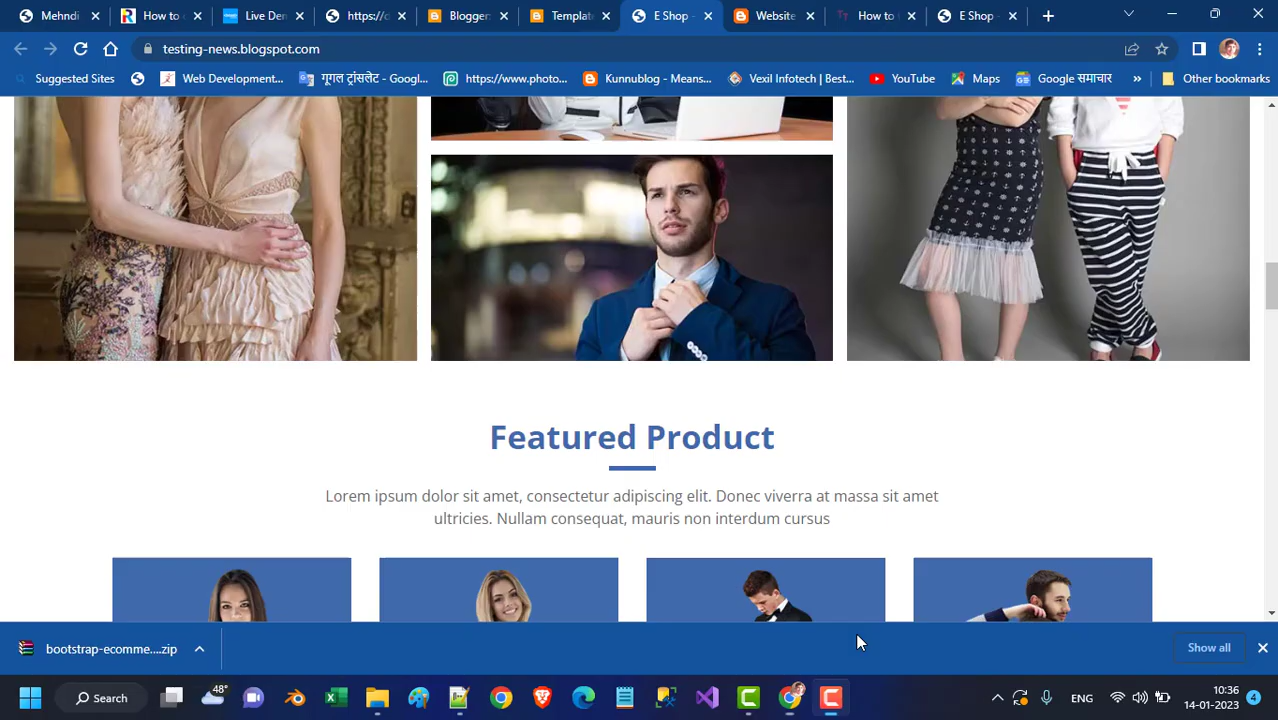 Mehndi
How to
Live Den
https://c
Blogger:
Template
E Shop -
Website
How to
E Shop -
testing-news.blogspot.com
Suggested Sites
Web Development...
गूगल ट्रांसलेट - Googl...
https://www.photo...
Kunnublog - Means...
Vexil Infotech | Best...
YouTube
Maps
Google समाचार
»
Other bookmarks
Featured Product
Lorem ipsum dolor sit amet, consectetur adipiscing elit. Donec viverra at massa sit amet
ultricies. Nullam consequat, mauris non interdum cursus
bootstrap-ecomme....zip
Show all
Search
48°
ENG
10:36
14-01-2023
4